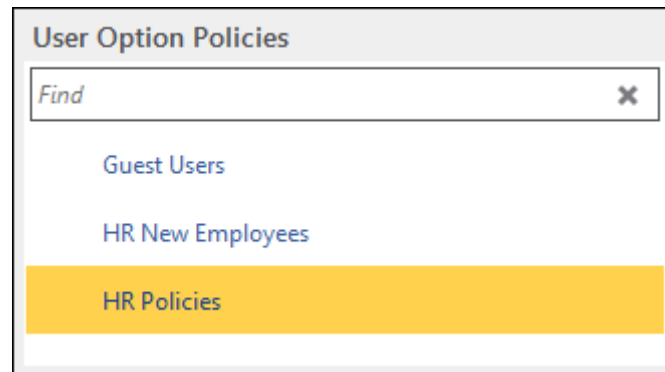 User Option Policies
Find
Guest Users
HR New Employees
HR Policies